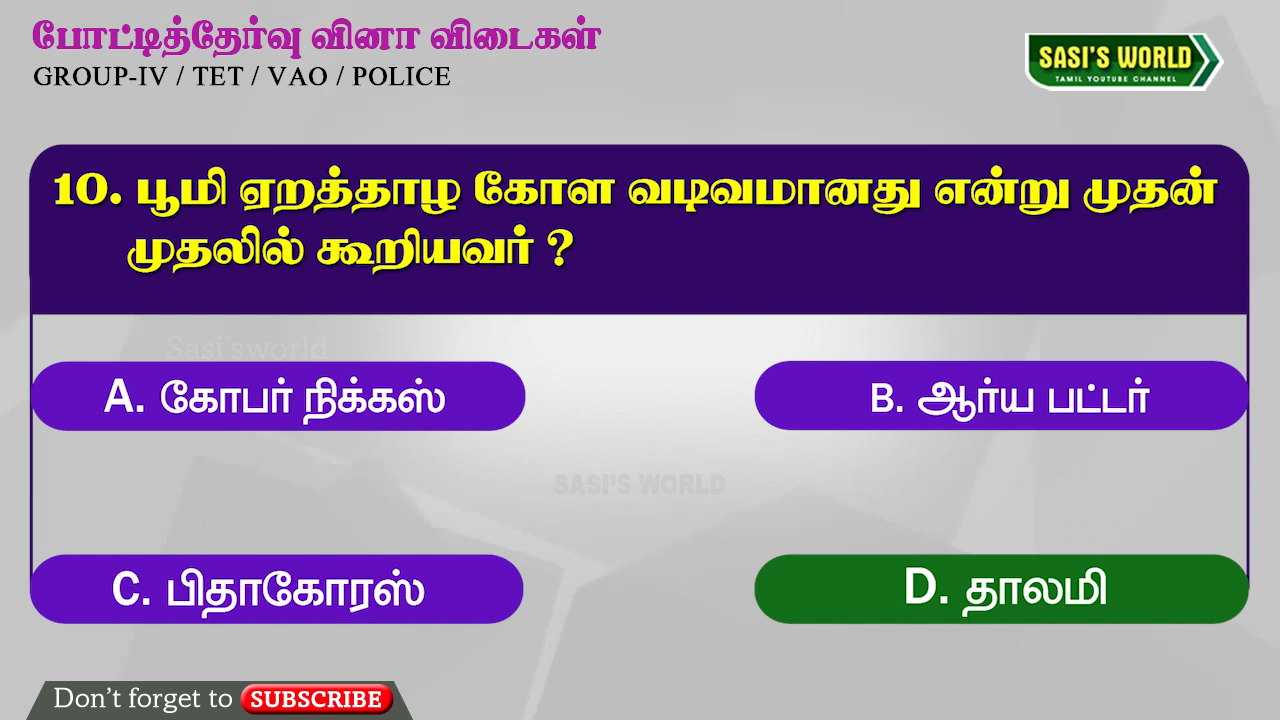 போட்டித்தேர்வு வினா விடைகள்
GROUP-IV / TET / VAO / POLICE
SASI'S WORLD
TAMIL YOUTUBE CHANNEL
10. பூமி ஏறத்தாழ கோள வடிவமானது என்று முதன்
முதலில் கூறியவர் ?
Sasi'sworld
A. கோபர் நிக்கஸ்
B. ஆர்ய பட்டர்
SASI'S WORLD
C. பிதாகோரஸ்
D. தாலமி
Don't forget to SUBSCRIBE